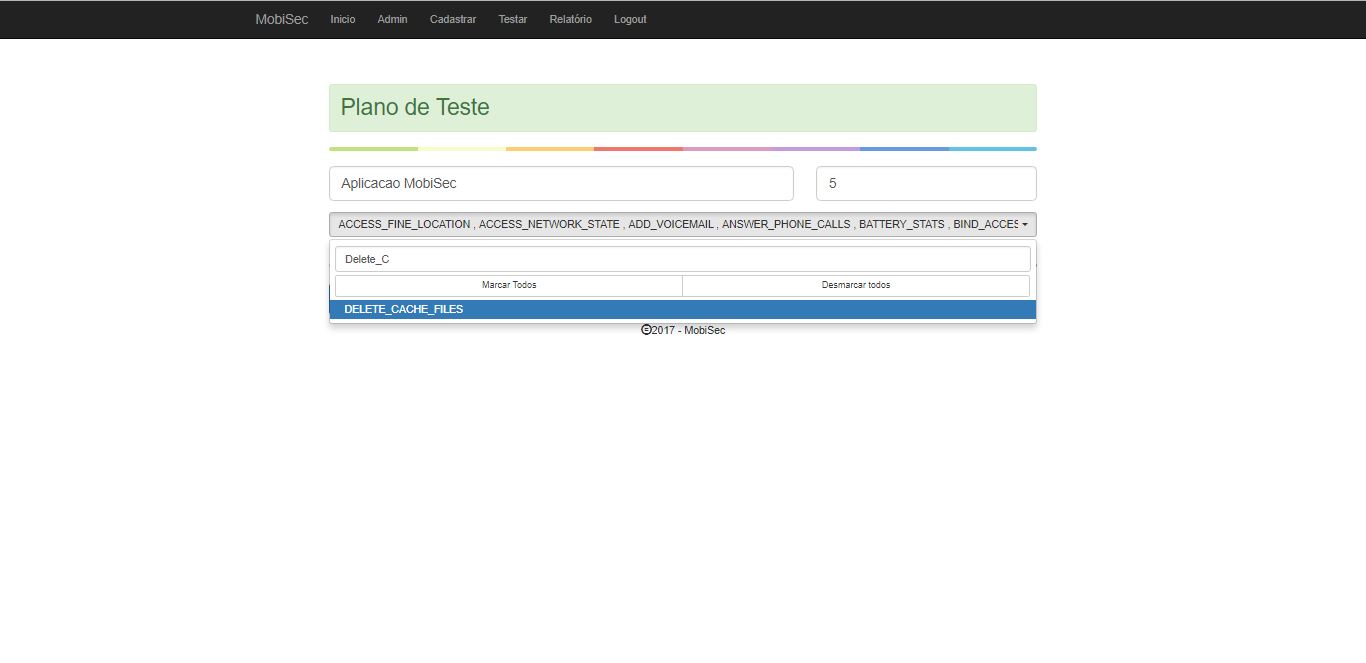 MobiSec Inicio Admin Cadastrar Testar Relatório Logout
Plano de Teste
Aplicacao MobiSec 5
ACCESS_FINE_LOCATION , ACCESS_NETWORK_STATE , ADD_VOICEMAIL , ANSWER_PHONE_CALLS , BATTERY_STATS , BIND_ACCES
Delete_C
Marcar Todos Desmarcar todos
DELETE_CACHE_FILES
©2017 - MobiSec